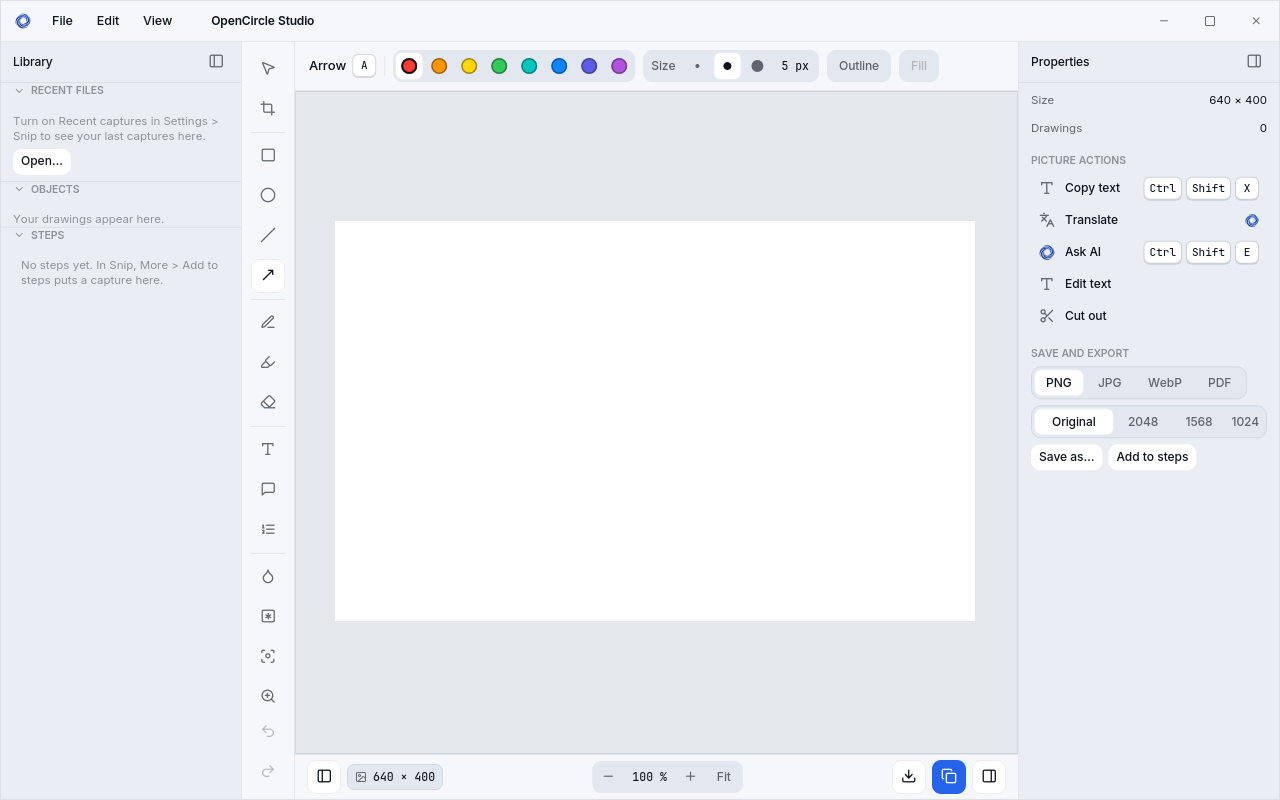 File Edit View OpenCircle Studio
Library
RECENT FILES
Turn on Recent captures in Settings >
Snip to see your last captures here.
Open...
OBJECTS
Your drawings appear here.
STEPS
No steps yet. In Snip, More > Add to
steps puts a capture here.
Arrow A Size 5 px Outline Fill
640 × 400 100 % Fit
Properties
Size 640 × 400
Drawings 0
PICTURE ACTIONS
Copy text Ctrl Shift X
Translate
Ask AI Ctrl Shift E
Edit text
Cut out
SAVE AND EXPORT
PNG JPG WebP PDF
Original 2048 1568 1024
Save as... Add to steps